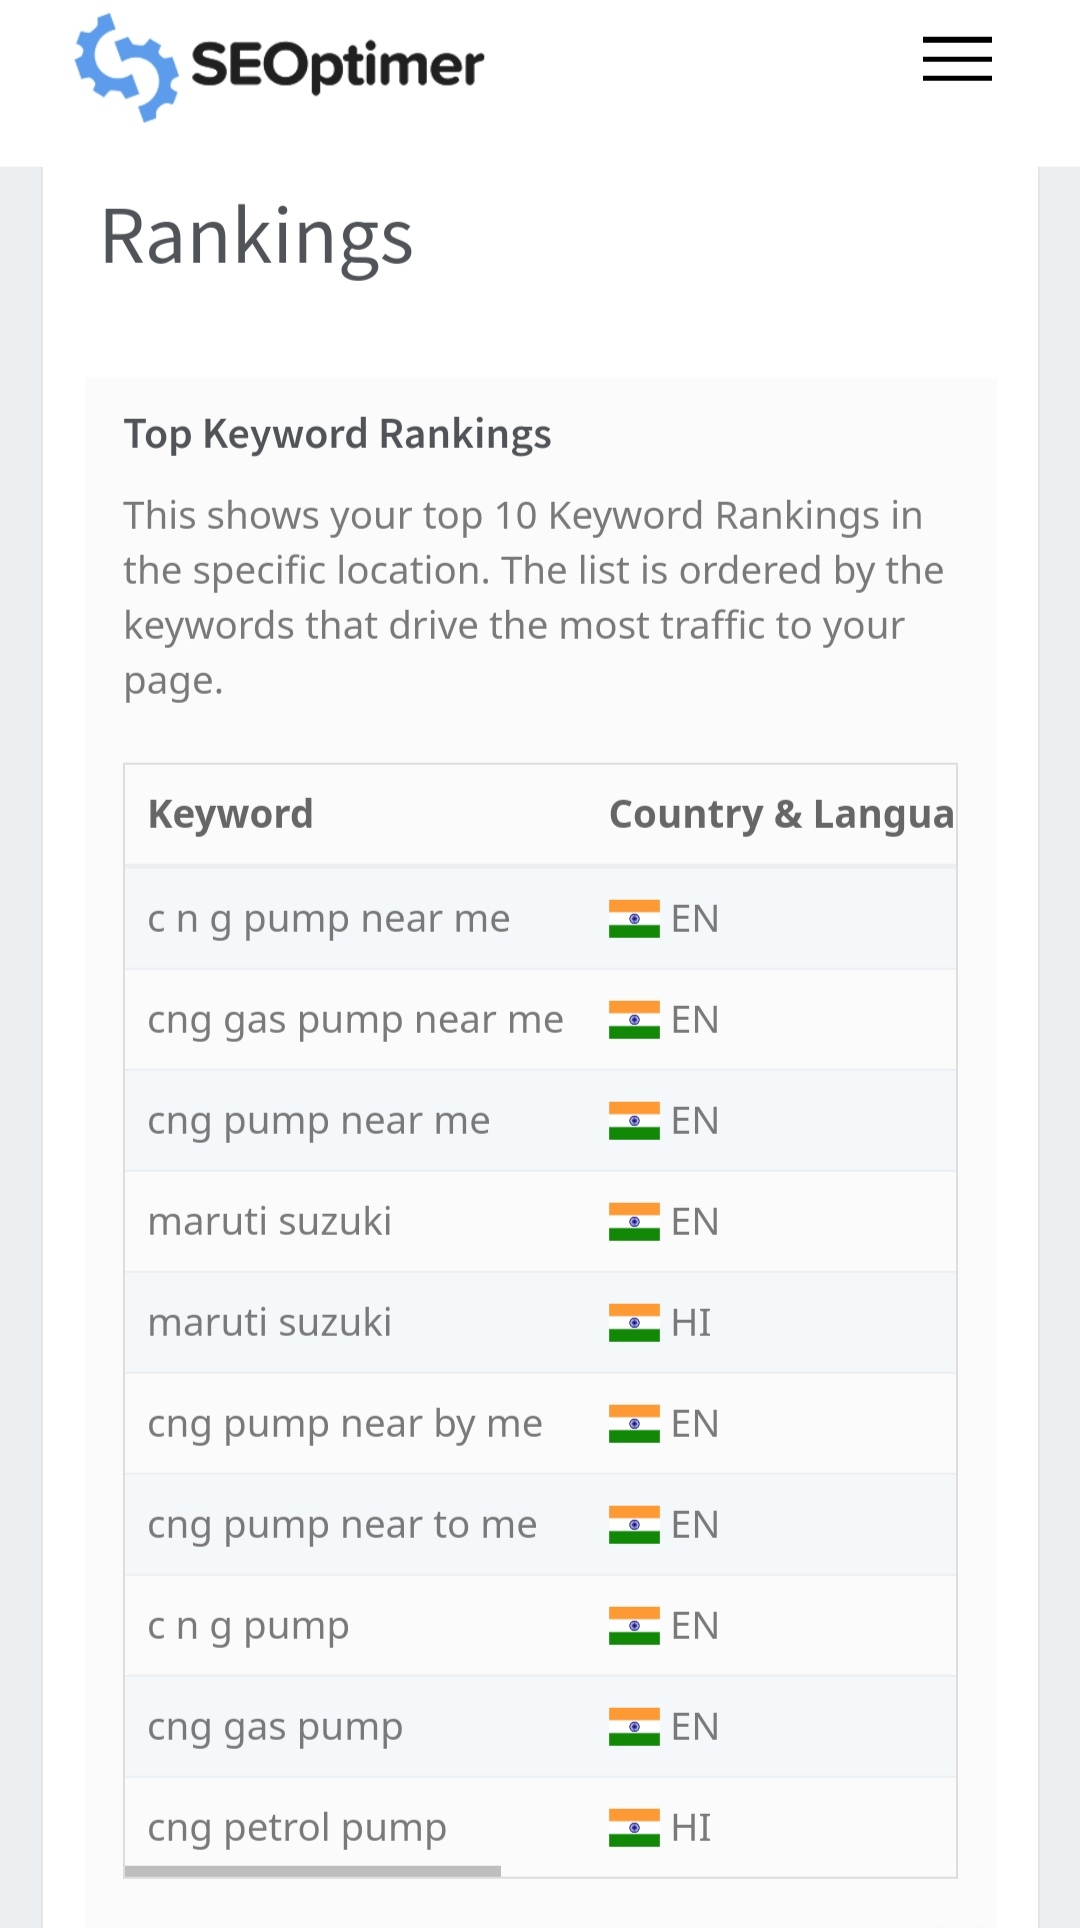 SEOptimer
Rankings
Top Keyword Rankings
This shows your top 10 Keyword Rankings in
the specific location. The list is ordered by the
keywords that drive the most traffic to your
page.
Keyword Country & Langua
c n g pump near me EN
cng gas pump near me EN
cng pump near me EN
maruti suzuki EN
maruti suzuki HI
cng pump near by me EN
cng pump near to me EN
c n g pump EN
cng gas pump EN
cng petrol pump HI